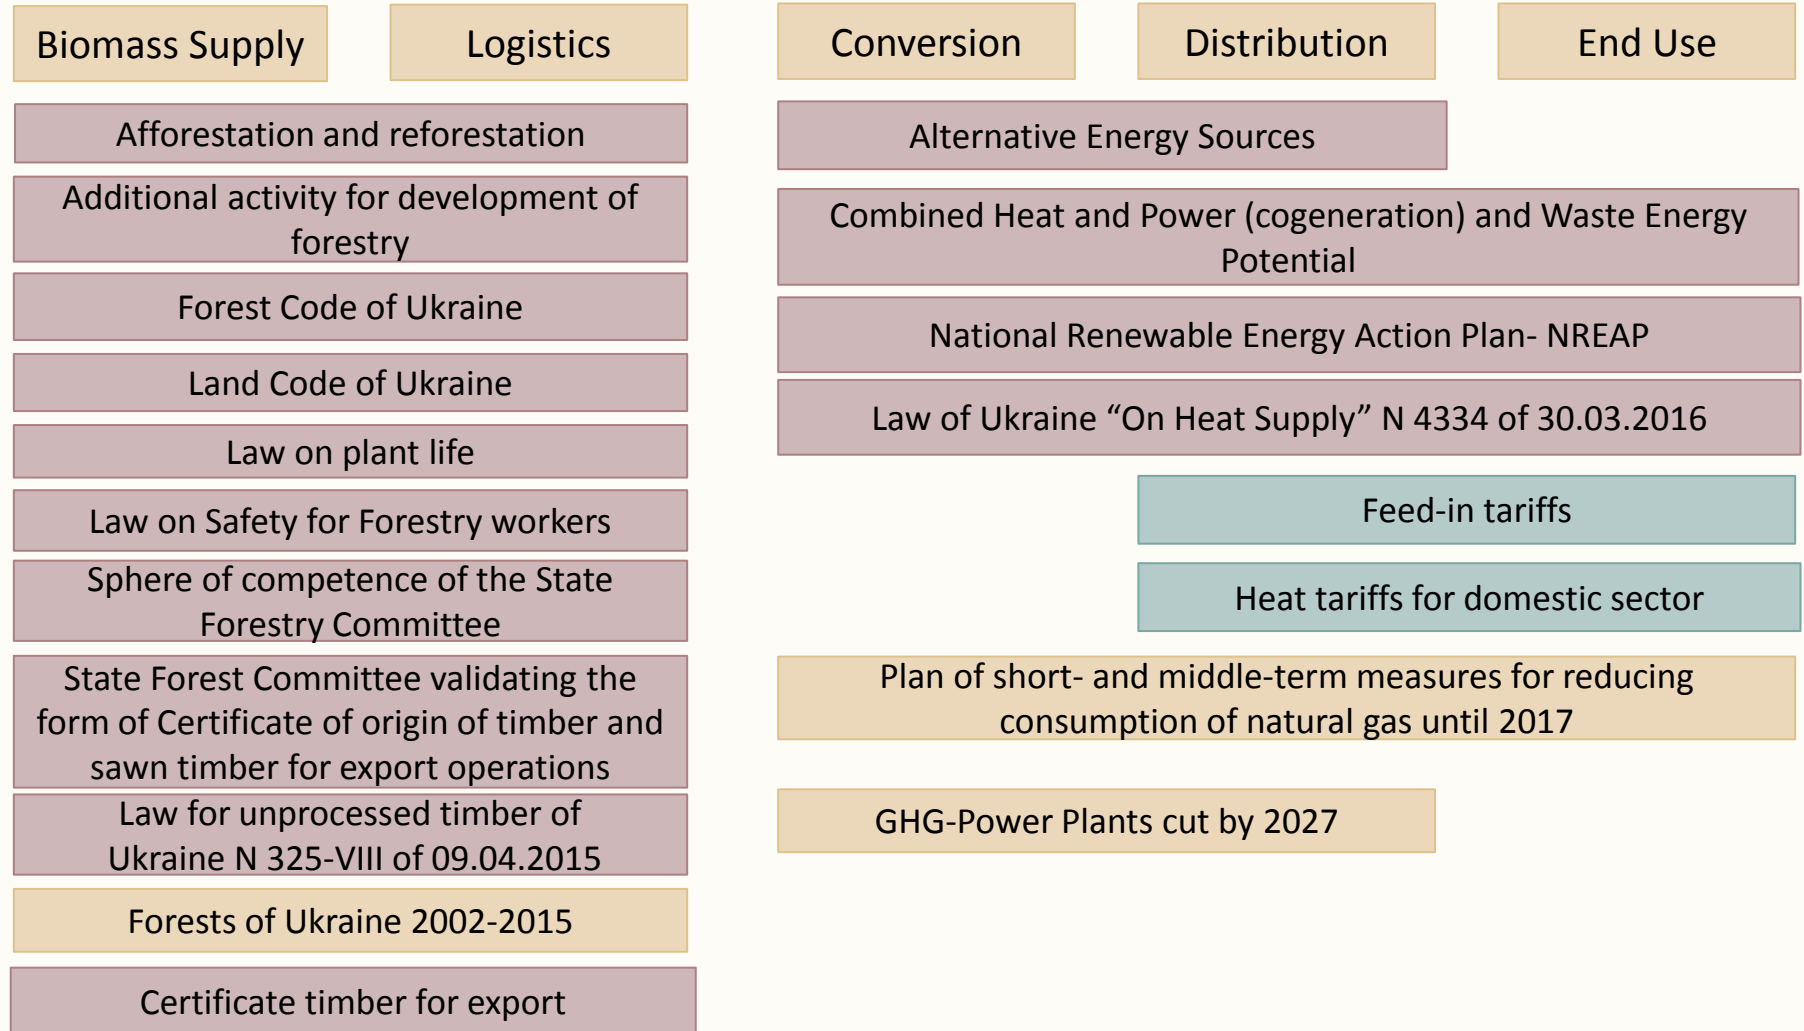 Biomass Supply
Logistics
Conversion
Distribution
End Use
Afforestation and reforestation
Additional activity for development of
forestry
Forest Code of Ukraine
Land Code of Ukraine
Law on plant life
Law on Safety for Forestry workers
Sphere of competence of the State
Forestry Committee
State Forest Committee validating the
form of Certificate of origin of timber and
sawn timber for export operations
Law for unprocessed timber of
Ukraine N 325-VIII of 09.04.2015
Forests of Ukraine 2002-2015
Certificate timber for export
Alternative Energy Sources
Combined Heat and Power (cogeneration) and Waste Energy
Potential
National Renewable Energy Action Plan- NREAP
Law of Ukraine “On Heat Supply” N 4334 of 30.03.2016
Feed-in tariffs
Heat tariffs for domestic sector
Plan of short- and middle-term measures for reducing
consumption of natural gas until 2017
GHG-Power Plants cut by 2027